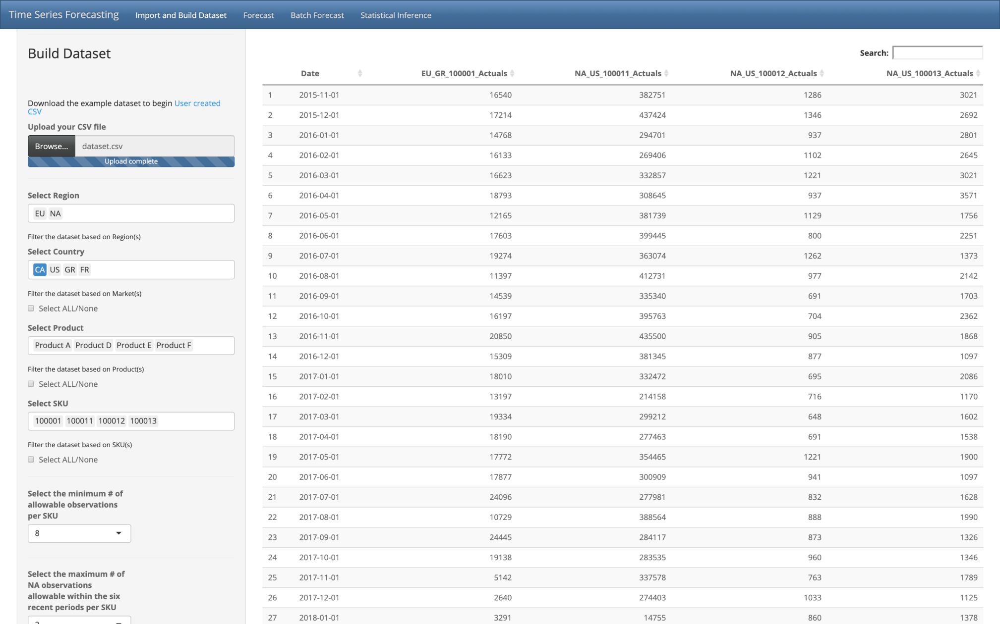 Time Series Forecasting Import and Build Dataset Forecast Batch Forecast Statistical Inference
Build Dataset
Download the example dataset to begin User created
CSV
Upload your CSV file
Browse... dataset.csv
Upload complete
Select Region
EU NA
Filter the dataset based on Region(s)
Select Country
CA US GR FR
Filter the dataset based on Market(s)
Select ALL/None
Select Product
Product A Product D Product E Product F
Filter the dataset based on Product(s)
Select ALL/None
Select SKU
100001 100011 100012 100013
Filter the dataset based on SKU(s)
Select ALL/None
Select the minimum # of
allowable observations
per SKU
8
Select the maximum # of
NA observations
allowable within the six
recent periods per SKU
Search:
Date EU_GR_100001_Actuals NA_US_100011_Actuals NA_US_100012_Actuals NA_US_100013_Actuals
1 2015-11-01 16540 382751 1286 3021
2 2015-12-01 17214 437424 1346 2692
3 2016-01-01 14768 294701 937 2801
4 2016-02-01 16133 269406 1102 2645
5 2016-03-01 16623 332857 1221 3021
6 2016-04-01 18793 308645 937 3571
7 2016-05-01 12165 381739 1129 1756
8 2016-06-01 17603 399445 800 2251
9 2016-07-01 19274 363074 1262 1373
10 2016-08-01 11397 412731 977 2142
11 2016-09-01 14539 335340 691 1703
12 2016-10-01 16197 395763 704 2362
13 2016-11-01 20850 435500 905 1868
14 2016-12-01 15309 381345 877 1097
15 2017-01-01 18010 332472 695 2086
16 2017-02-01 13197 214158 716 1170
17 2017-03-01 19334 299212 648 1602
18 2017-04-01 18190 277463 691 1538
19 2017-05-01 17772 354465 1221 1900
20 2017-06-01 17877 300909 941 1097
21 2017-07-01 24096 277981 832 1628
22 2017-08-01 10729 388564 888 1990
23 2017-09-01 24445 284117 873 1326
24 2017-10-01 19138 283535 960 1346
25 2017-11-01 5142 337578 763 1789
26 2017-12-01 2640 274403 1033 1125
27 2018-01-01 3291 14755 860 1378